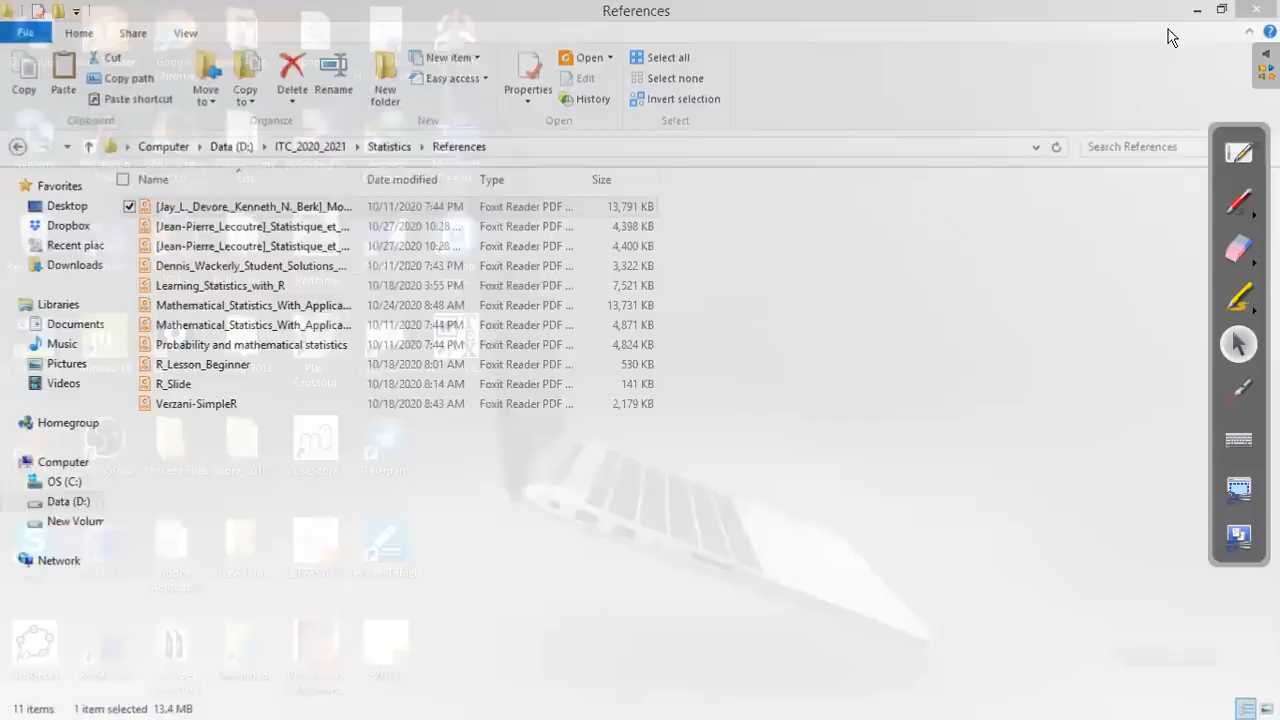 References
File Home Share View
Copy
Paste
Cut
Copy path
Paste shortcut
Clipboard
Move to
Copy to
Delete
Rename
Organize
New folder
New item
Easy access
New
Properties
Open
Edit
History
Open
Select all
Select none
Invert selection
Select
Computer Data (D:) ITC_2020_2021 Statistics References
Search References
Favorites
Desktop
Dropbox
Recent plac
Downloads
Libraries
Documents
Music
Pictures
Videos
Homegroup
Computer
OS (C:)
Data (D:)
New Volum
Network
Name Date modified Type Size
[Jay_L._Devore,_Kenneth_N._Berk]_Mo... 10/11/2020 7:44 PM Foxit Reader PDF ... 13,791 KB
[Jean-Pierre_Lecoutre]_Statistique_et_... 10/27/2020 10:28 ... Foxit Reader PDF ... 4,398 KB
[Jean-Pierre_Lecoutre]_Statistique_et_... 10/27/2020 10:28 ... Foxit Reader PDF ... 4,400 KB
Dennis_Wackerly_Student_Solutions_... 10/11/2020 7:43 PM Foxit Reader PDF ... 3,322 KB
Learning_Statistics_with_R 10/18/2020 3:55 PM Foxit Reader PDF ... 7,521 KB
Mathematical_Statistics_With_Applica... 10/24/2020 8:48 AM Foxit Reader PDF ... 13,731 KB
Mathematical_Statistics_With_Applica... 10/11/2020 7:44 PM Foxit Reader PDF ... 4,871 KB
Probability and mathematical statistics 10/11/2020 7:44 PM Foxit Reader PDF ... 4,824 KB
R_Lesson_Beginner 10/18/2020 8:01 AM Foxit Reader PDF ... 530 KB
R_Slide 10/18/2020 8:14 AM Foxit Reader PDF ... 141 KB
Verzani-SimpleR 10/18/2020 8:43 AM Foxit Reader PDF ... 2,179 KB
Telegram
11 items 1 item selected 13.4 MB